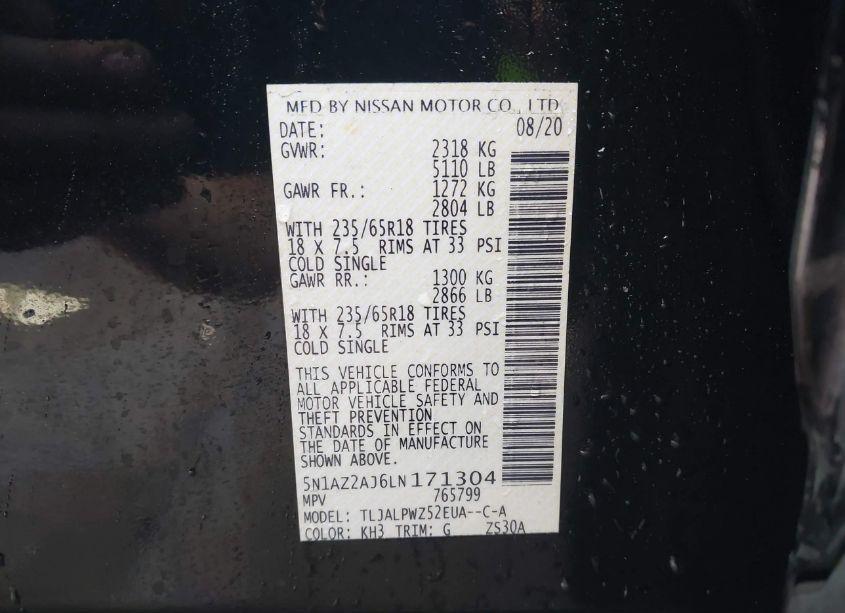 MFD BY NISSAN MOTOR CO., LTD
DATE: 08/20
GVWR: 2318 KG
5110 LB
GAWR FR.: 1272 KG
2804 LB
WITH 235/65R18 TIRES
18 X 7.5 RIMS AT 33 PSI
COLD SINGLE
GAWR RR.: 1300 KG
2866 LB
WITH 235/65R18 TIRES
18 X 7.5 RIMS AT 33 PSI
COLD SINGLE
THIS VEHICLE CONFORMS TO
ALL APPLICABLE FEDERAL
MOTOR VEHICLE SAFETY AND
THEFT PREVENTION
STANDARDS IN EFFECT ON
THE DATE OF MANUFACTURE
SHOWN ABOVE.
5N1AZ2AJ6LN171304
MPV 765799
MODEL: TLJALPWZ52EUA--C-A
COLOR: KH3 TRIM: G ZS30A